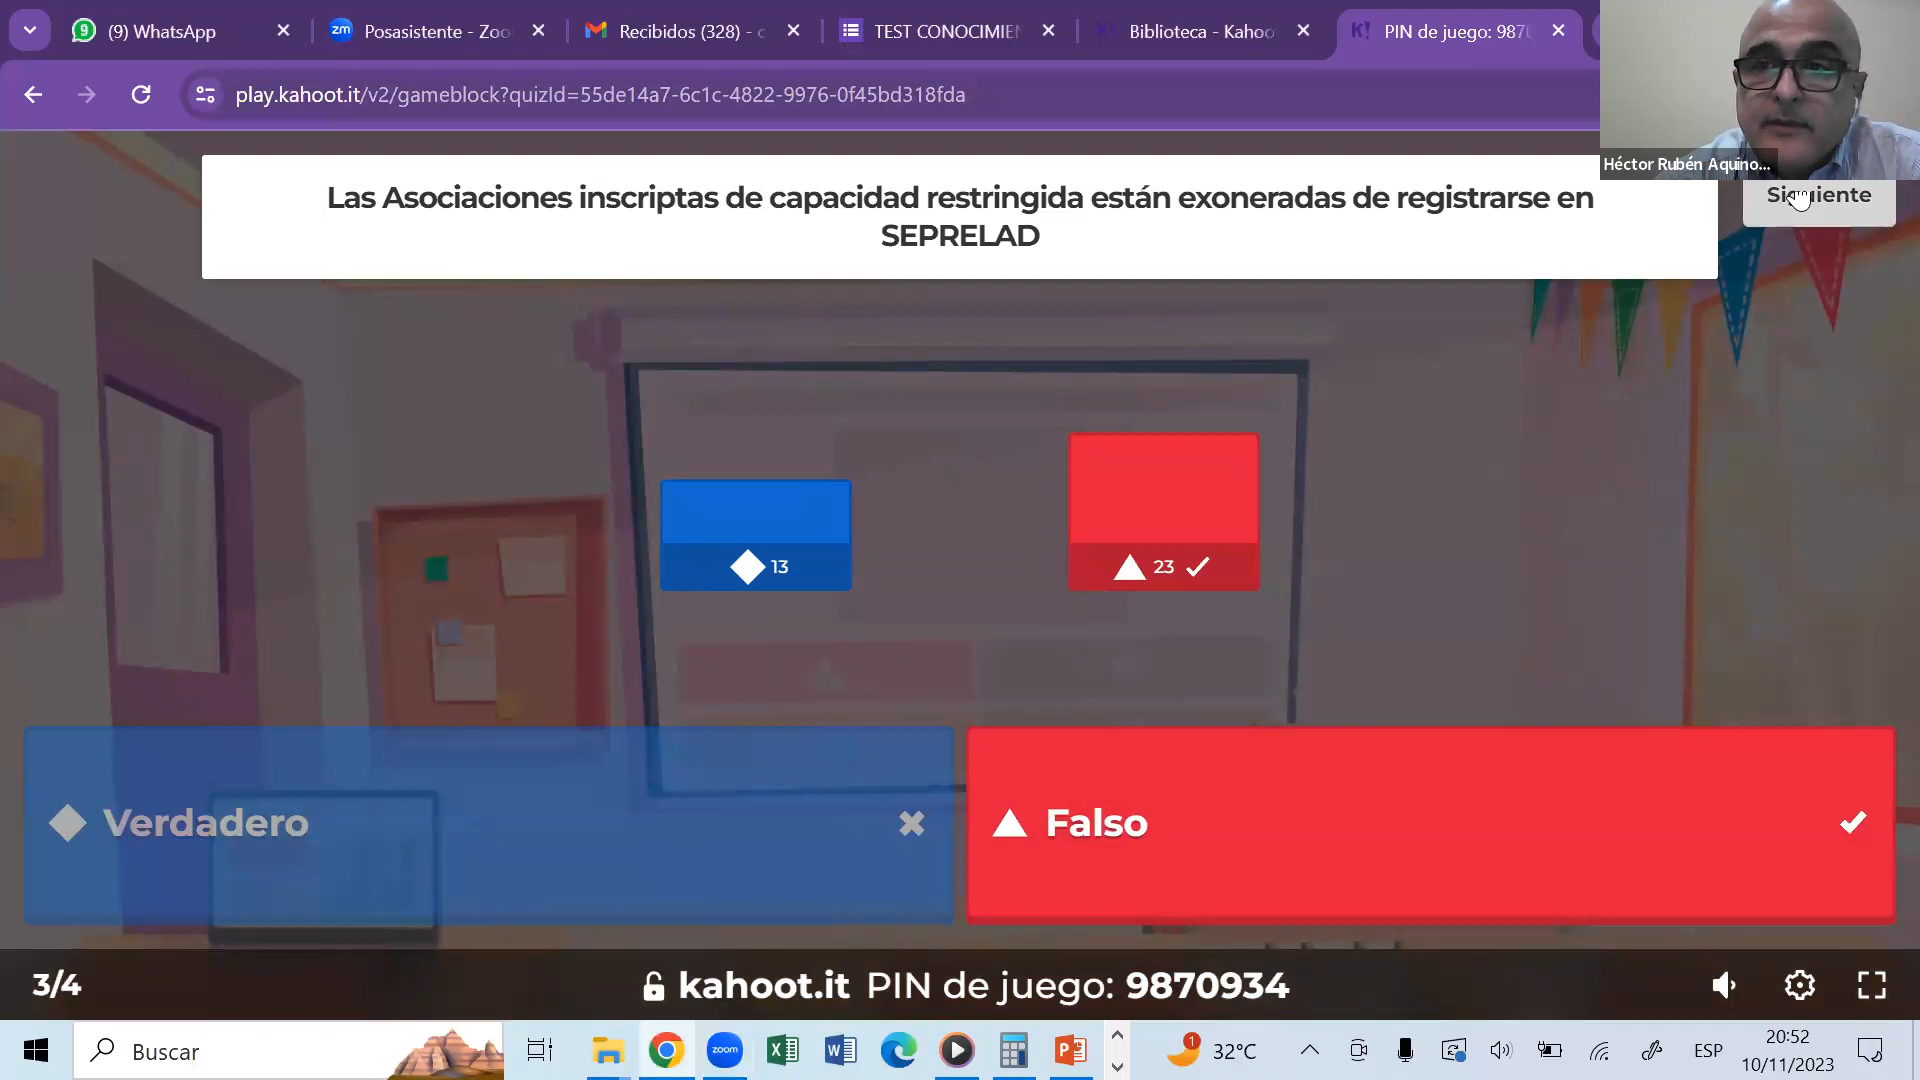 (9) WhatsApp
Posasistente - Zoo
Recibidos (328) - c
TEST CONOCIMIEN
Biblioteca - Kahoo
PIN de juego: 987
play.kahoot.it/v2/gameblock?quizId=55de14a7-6c1c-4822-9976-0f45bd318fda
Héctor Rubén Aquino...
Siguiente
Las Asociaciones inscriptas de capacidad restringida están exoneradas de registrarse en
SEPRELAD
13
23
Verdadero
Falso
3/4
kahoot.it PIN de juego: 9870934
Buscar
zoom
1
32°C
ESP
20:52
10/11/2023